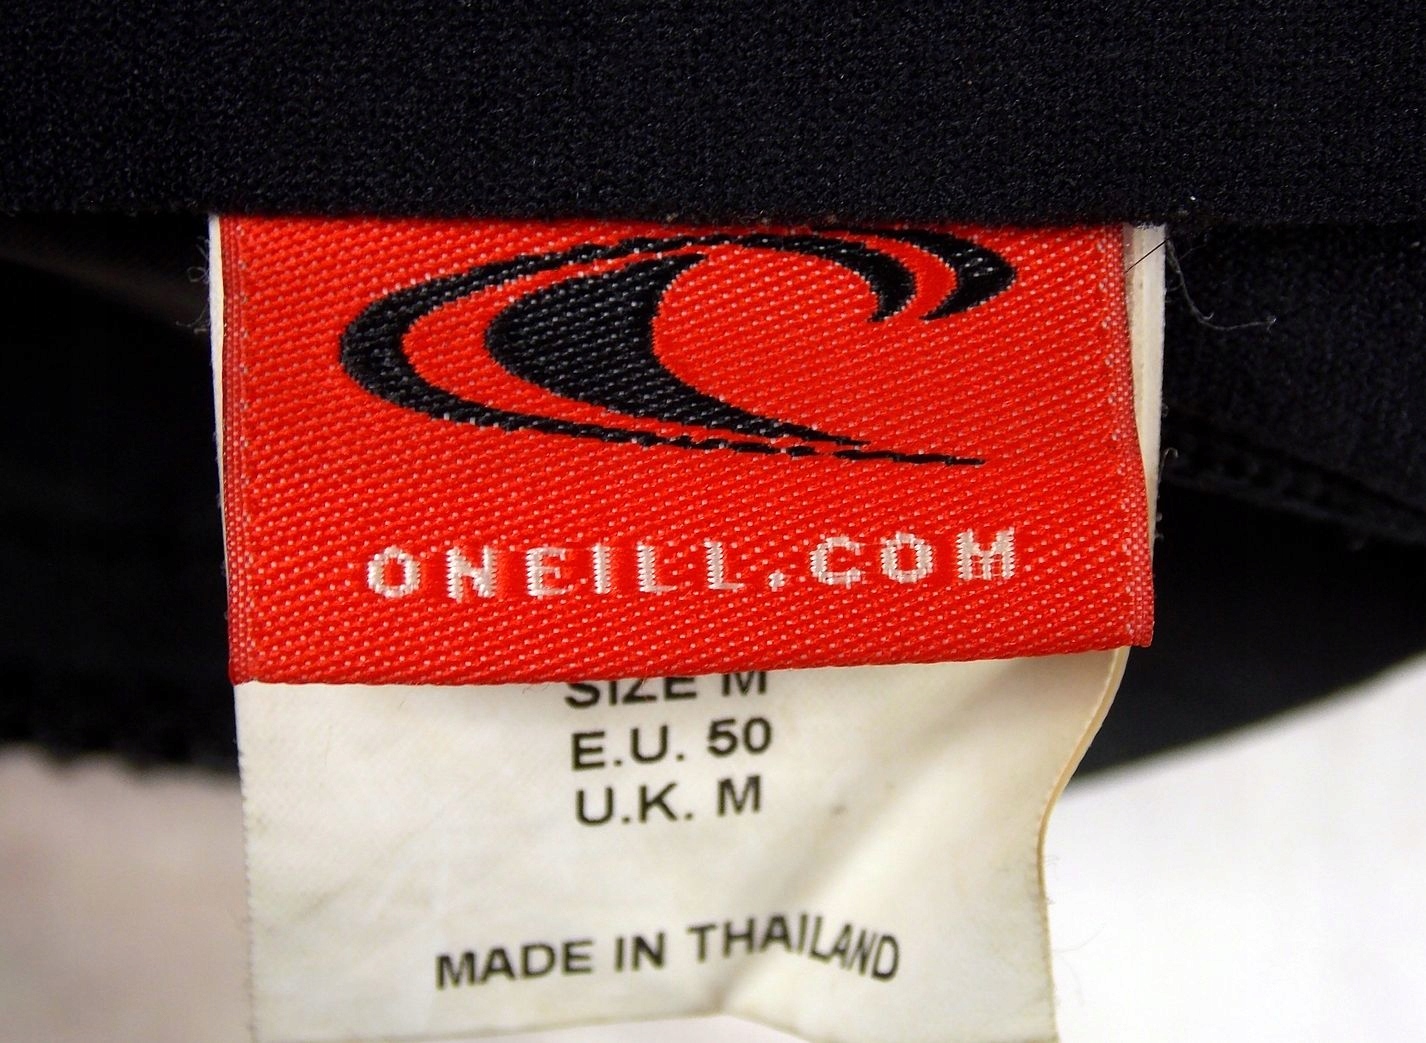 ONEILL.COM
SIZE M
E.U. 50
U.K. M
MADE IN THAILAND